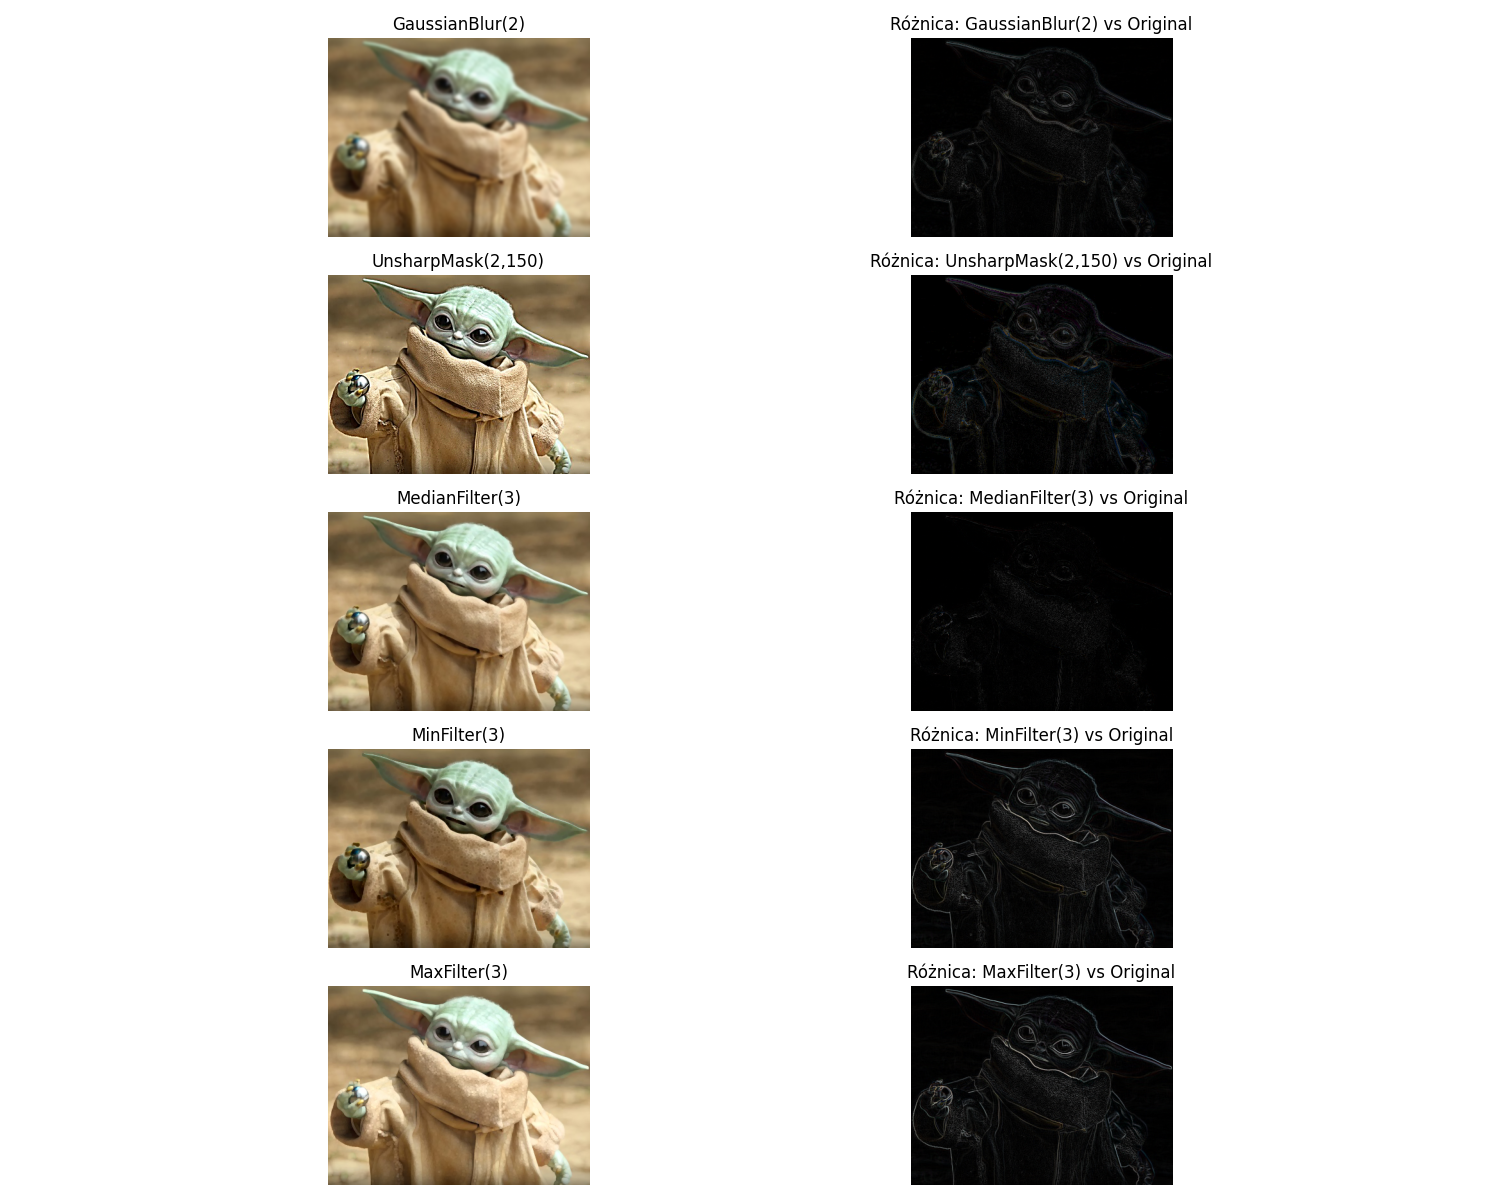 GaussianBlur(2)
Różnica: GaussianBlur(2) vs Original
UnsharpMask(2,150)
Różnica: UnsharpMask(2,150) vs Original
MedianFilter(3)
Różnica: MedianFilter(3) vs Original
MinFilter(3)
Różnica: MinFilter(3) vs Original
MaxFilter(3)
Różnica: MaxFilter(3) vs Original